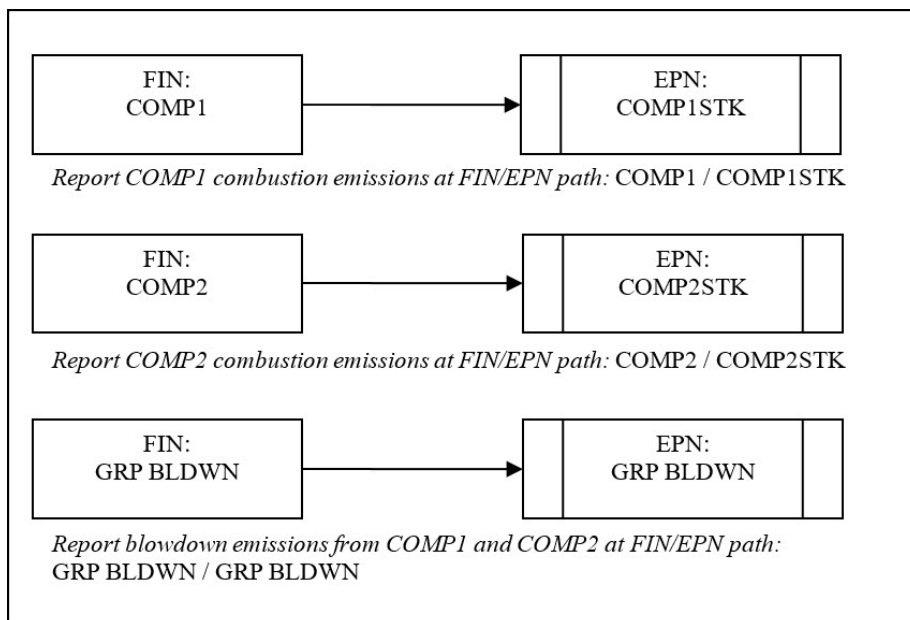 FIN:
COMP1
EPN:
COMP1STK
Report COMP1 combustion emissions at FIN/EPN path: COMP1 / COMP1STK
FIN:
COMP2
EPN:
COMP2STK
Report COMP2 combustion emissions at FIN/EPN path: COMP2 / COMP2STK
FIN:
GRP BLDWN
EPN:
GRP BLDWN
Report blowdown emissions from COMP1 and COMP2 at FIN/EPN path:
GRP BLDWN / GRP BLDWN